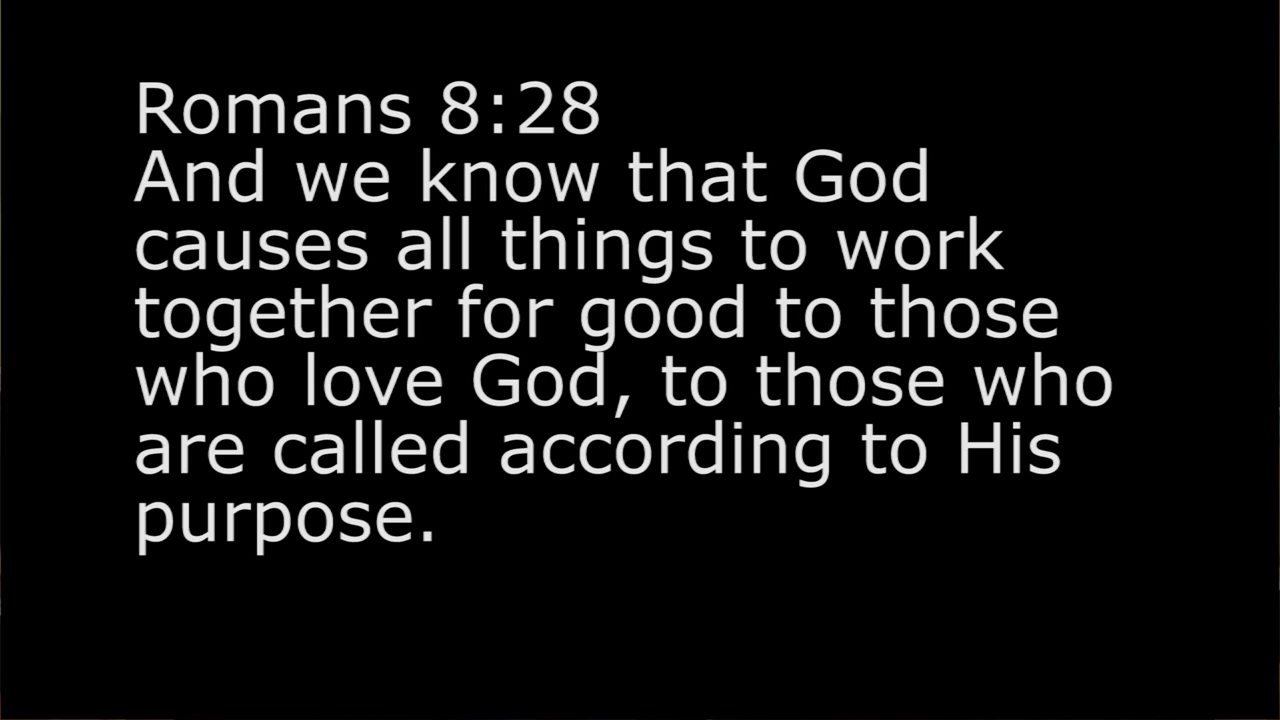 Romans 8:28
And we know that God
causes all things to work
together for good to those
who love God, to those who
are called according to His
purpose.